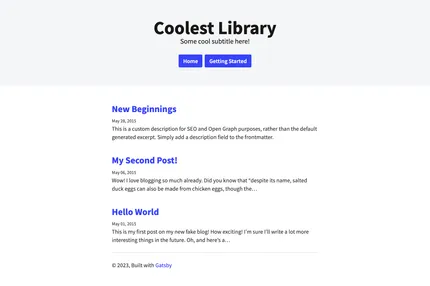 Coolest Library
Some cool subtitle here!
Home
Getting Started
New Beginnings
May 28, 2015
This is a custom description for SEO and Open Graph purposes, rather than the default
generated excerpt. Simply add a description field to the frontmatter.
My Second Post!
May 06, 2015
Wow! I love blogging so much already. Did you know that "despite its name, salted
duck eggs can also be made from chicken eggs, though the…
Hello World
May 01, 2015
This is my first post on my new fake blog! How exciting! I'm sure I'll write a lot more
interesting things in the future. Oh, and here's a…
© 2023, Built with Gatsby